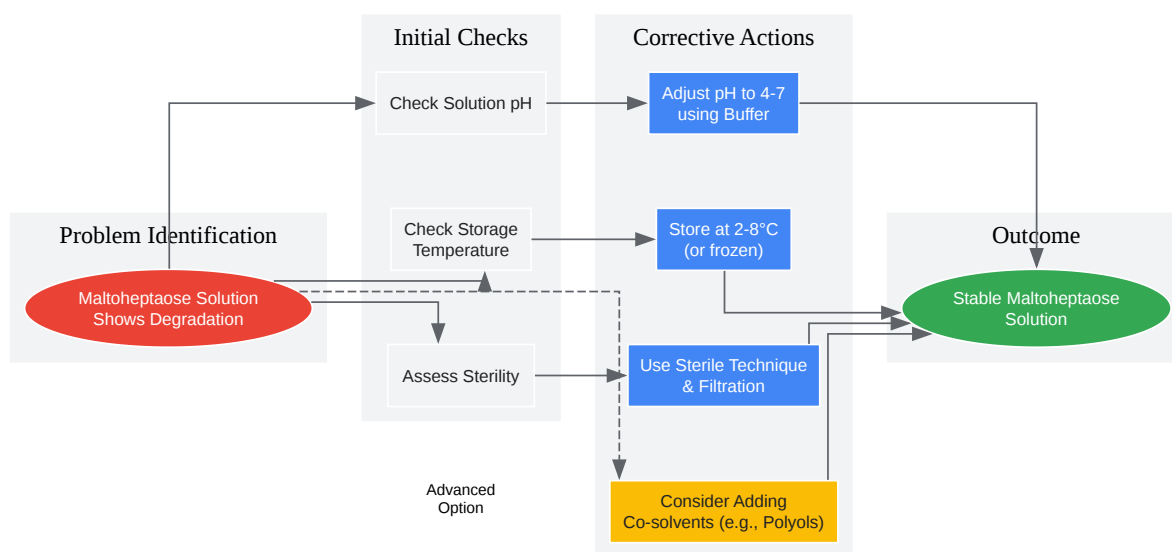 Initial Checks
Corrective Actions
Check Solution pH
Adjust pH to 4-7
using Buffer
Problem Identification
Check Storage
Temperature
Store at 2-8°C
(or frozen)
Outcome
Maltoheptaose Solution
Shows Degradation
Stable Maltoheptaose
Solution
Assess Sterility
Use Sterile Technique
& Filtration
Advanced
Option
Consider Adding
Co-solvents (e.g., Polyols)